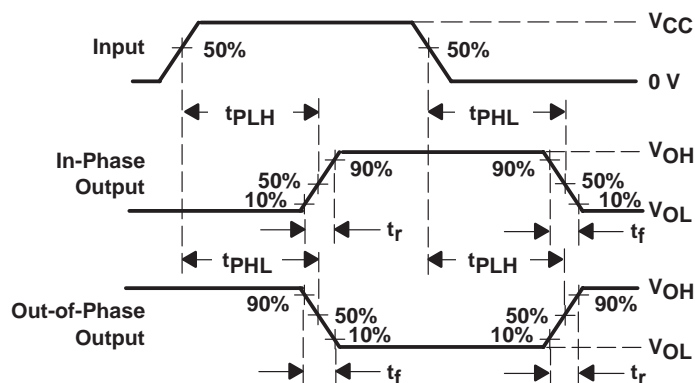 VCC
Input 50% 50%
0 V
tPLH tPHL
In-Phase Output VOH
90% 90%
50% 50%
10% 10%
VOL
tr tf
tPHL tPLH
Out-of-Phase Output VOH
90% 90%
50% 50%
10% 10%
VOL
tf tr